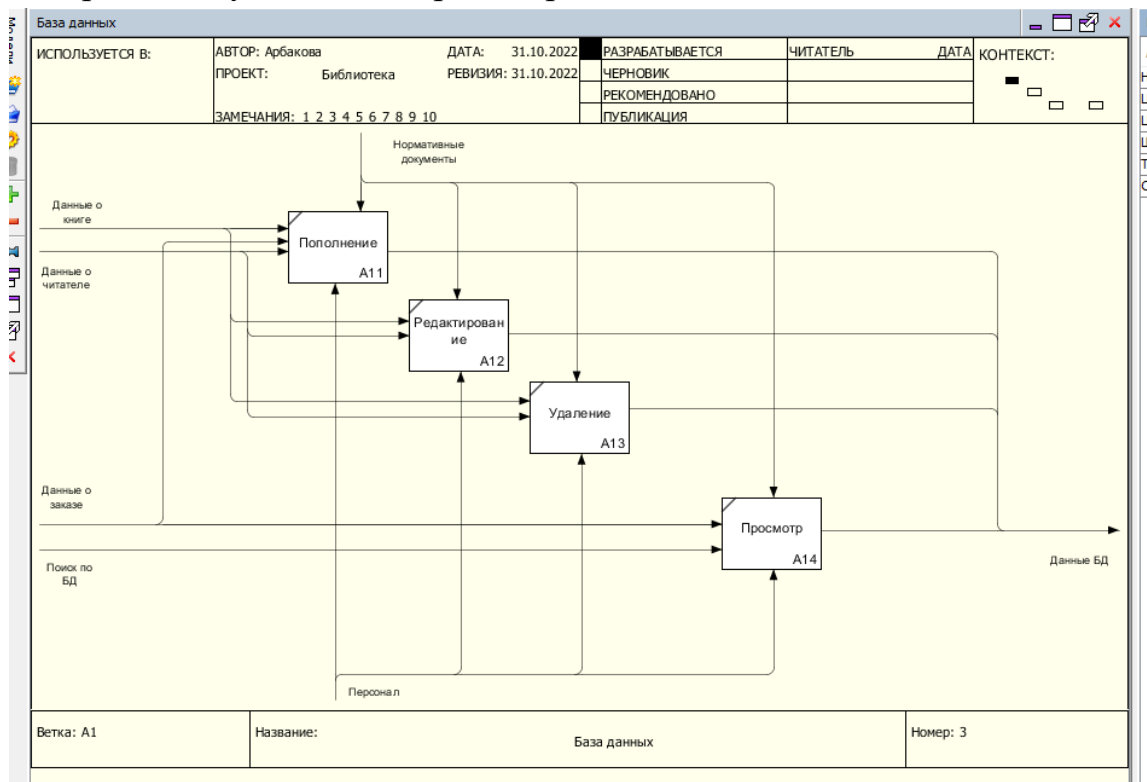 База данных
ИСПОЛЬЗУЕТСЯ В:
АВТОР: Арбакова
ДАТА: 31.10.2022
ПРОЕКТ: Библиотека
РЕВИЗИЯ: 31.10.2022
ЗАМЕЧАНИЯ: 1 2 3 4 5 6 7 8 9 10
РАЗРАБАТЫВАЕТСЯ
ЧЕРНОВИК
РЕКОМЕНДОВАНО
ПУБЛИКАЦИЯ
ЧИТАТЕЛЬ
ДАТА
КОНТЕКСТ:
Нормативные
документы
Данные о
книге
Пополнение
A11
Данные о
читателе
Редактирован
ие
A12
Удаление
A13
Данные о
заказе
Просмотр
A14
Поиск по
БД
Данные БД
Персонал
Ветка: A1
Название:
База данных
Номер: 3